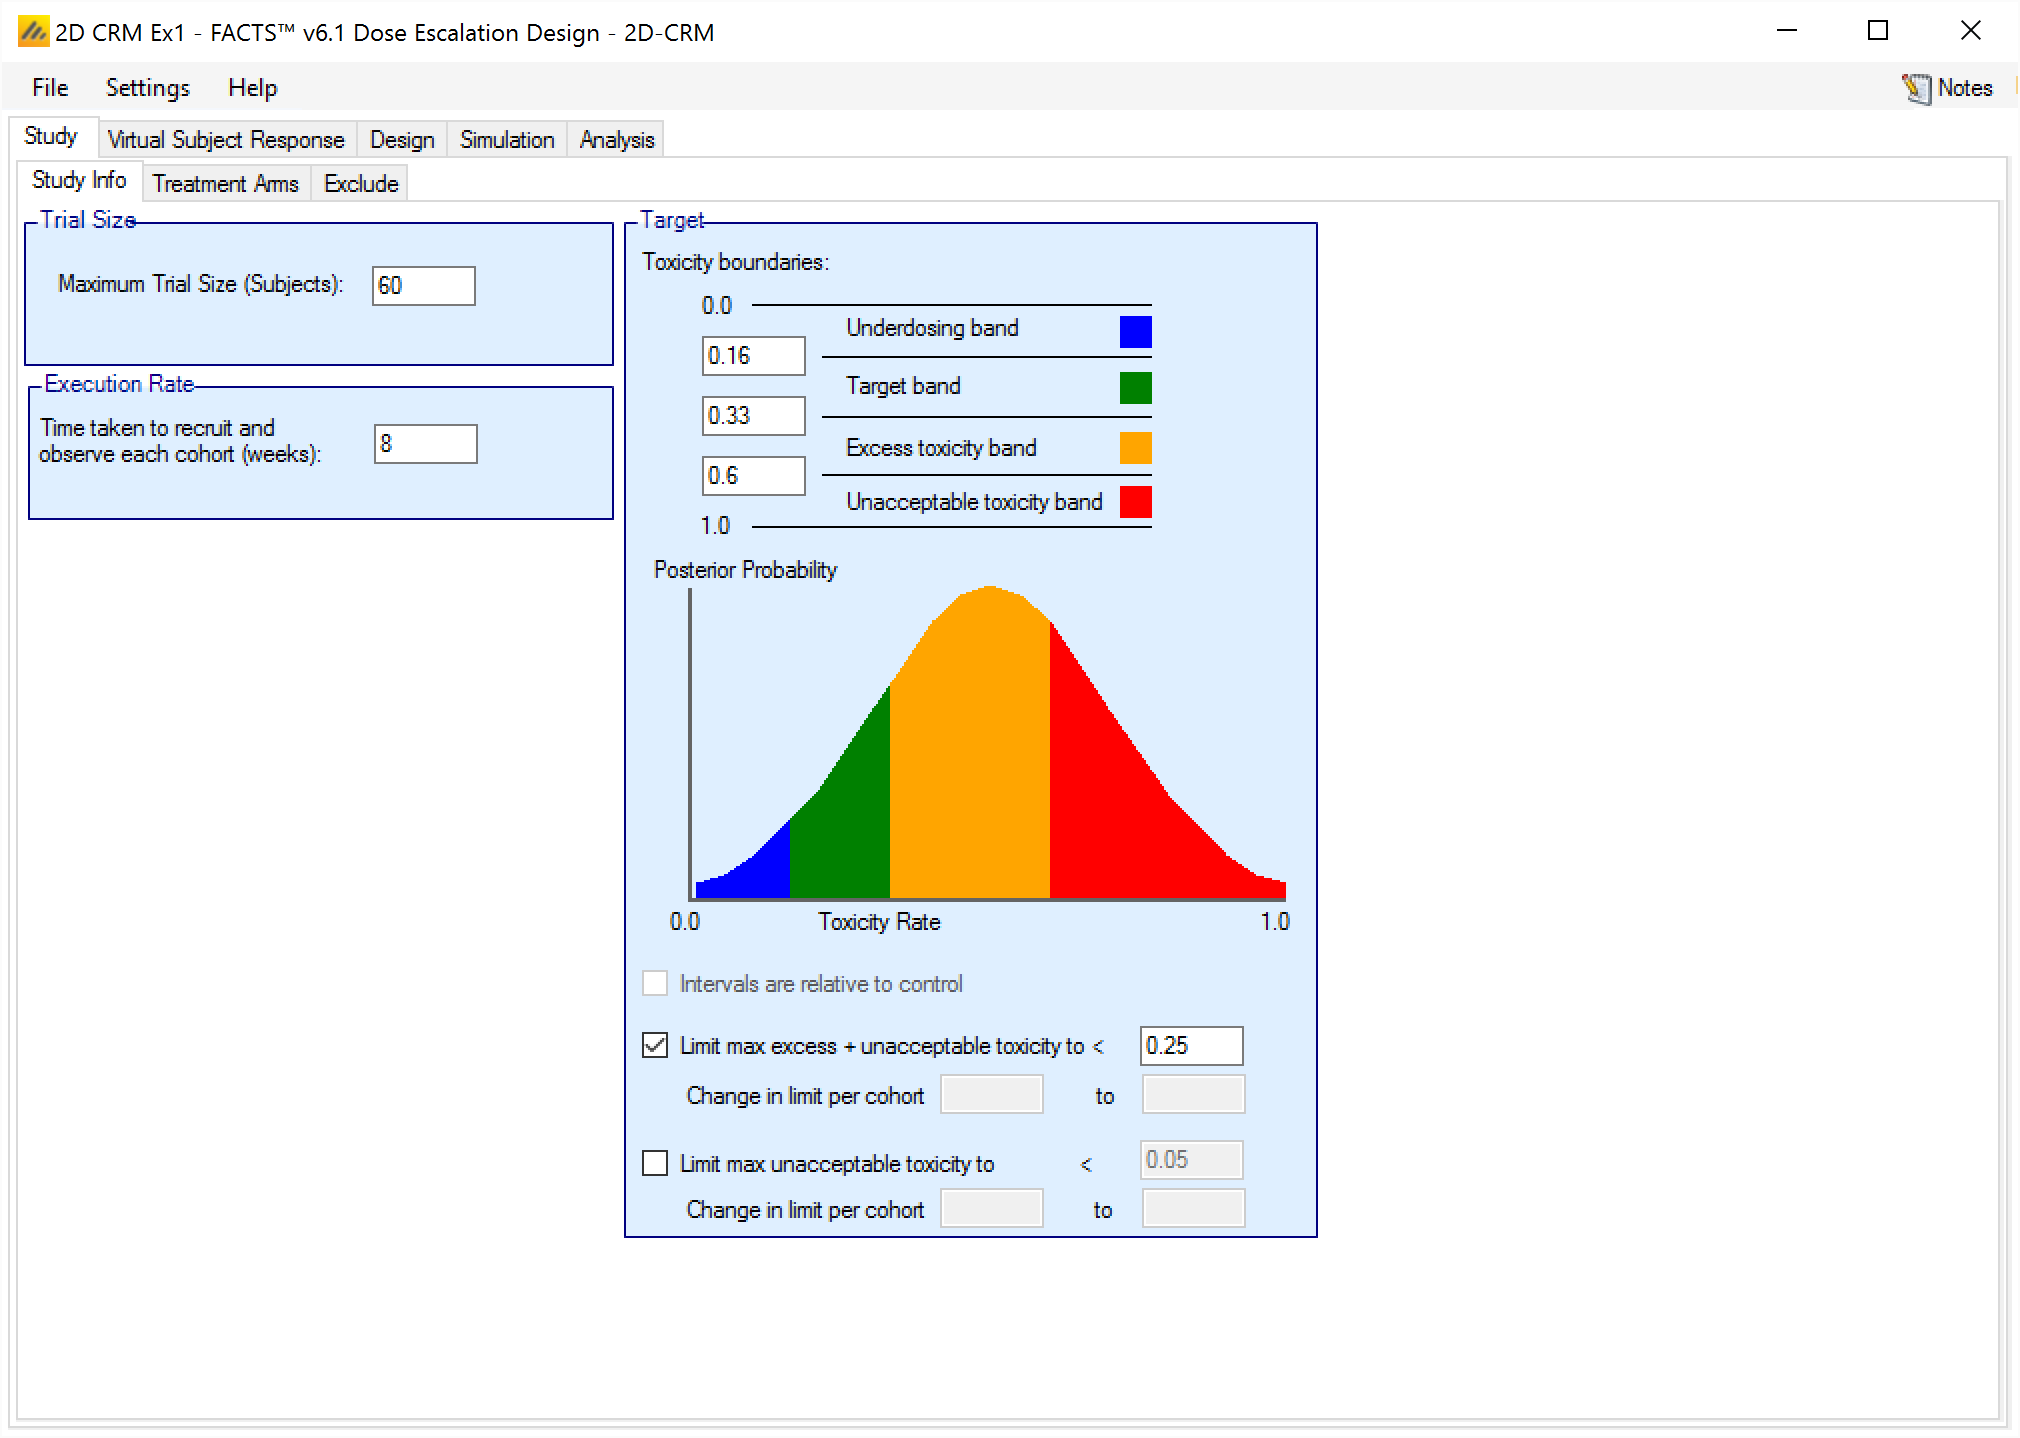 2D CRM Ex1 - FACTS™ v6.1 Dose Escalation Design - 2D-CRM
File Settings Help Notes
Study Virtual Subject Response Design Simulation Analysis
Study Info Treatment Arms Exclude
Trial Size
Maximum Trial Size (Subjects): 60
Execution Rate
Time taken to recruit and
observe each cohort (weeks): 8
Target
Toxicity boundaries:
0.0
Underdosing band
0.16
Target band
0.33
Excess toxicity band
0.6
Unacceptable toxicity band
1.0
Posterior Probability
0.0 Toxicity Rate 1.0
Intervals are relative to control
Limit max excess + unacceptable toxicity to < 0.25
Change in limit per cohort to
Limit max unacceptable toxicity to < 0.05
Change in limit per cohort to